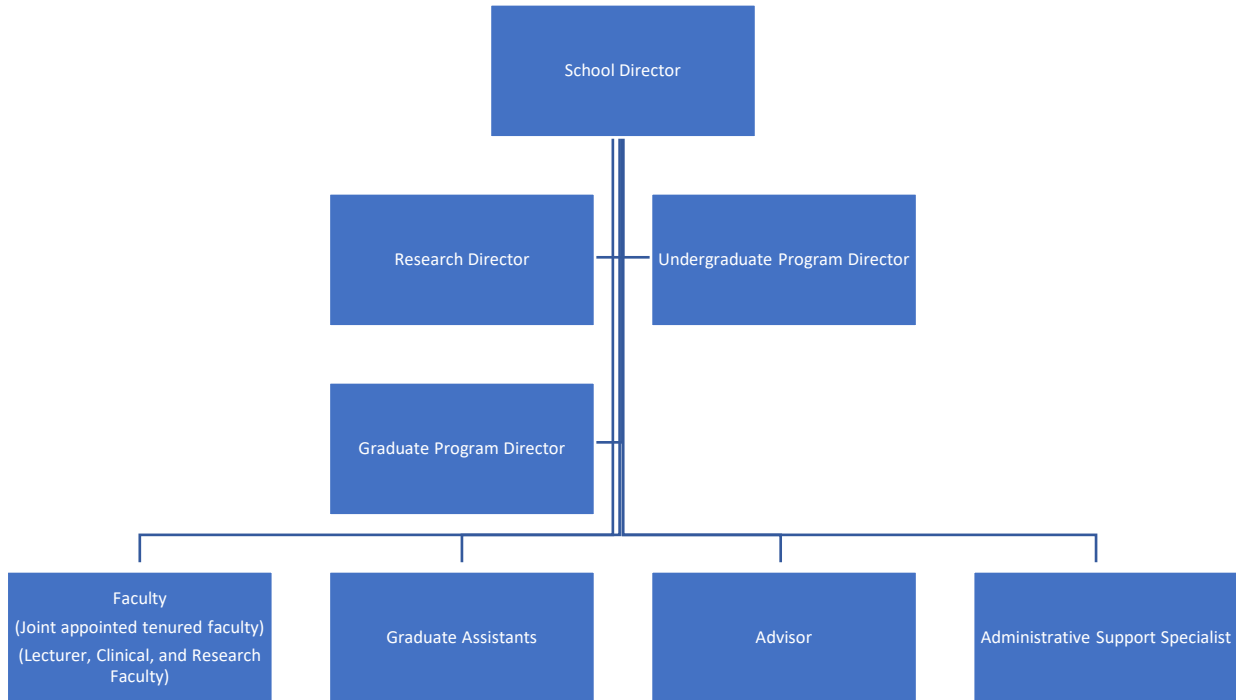 School Director
Research Director
Undergraduate Program Director
Graduate Program Director
Faculty
(Joint appointed tenured faculty)
(Lecturer, Clinical, and Research
Faculty)
Graduate Assistants
Advisor
Administrative Support Specialist